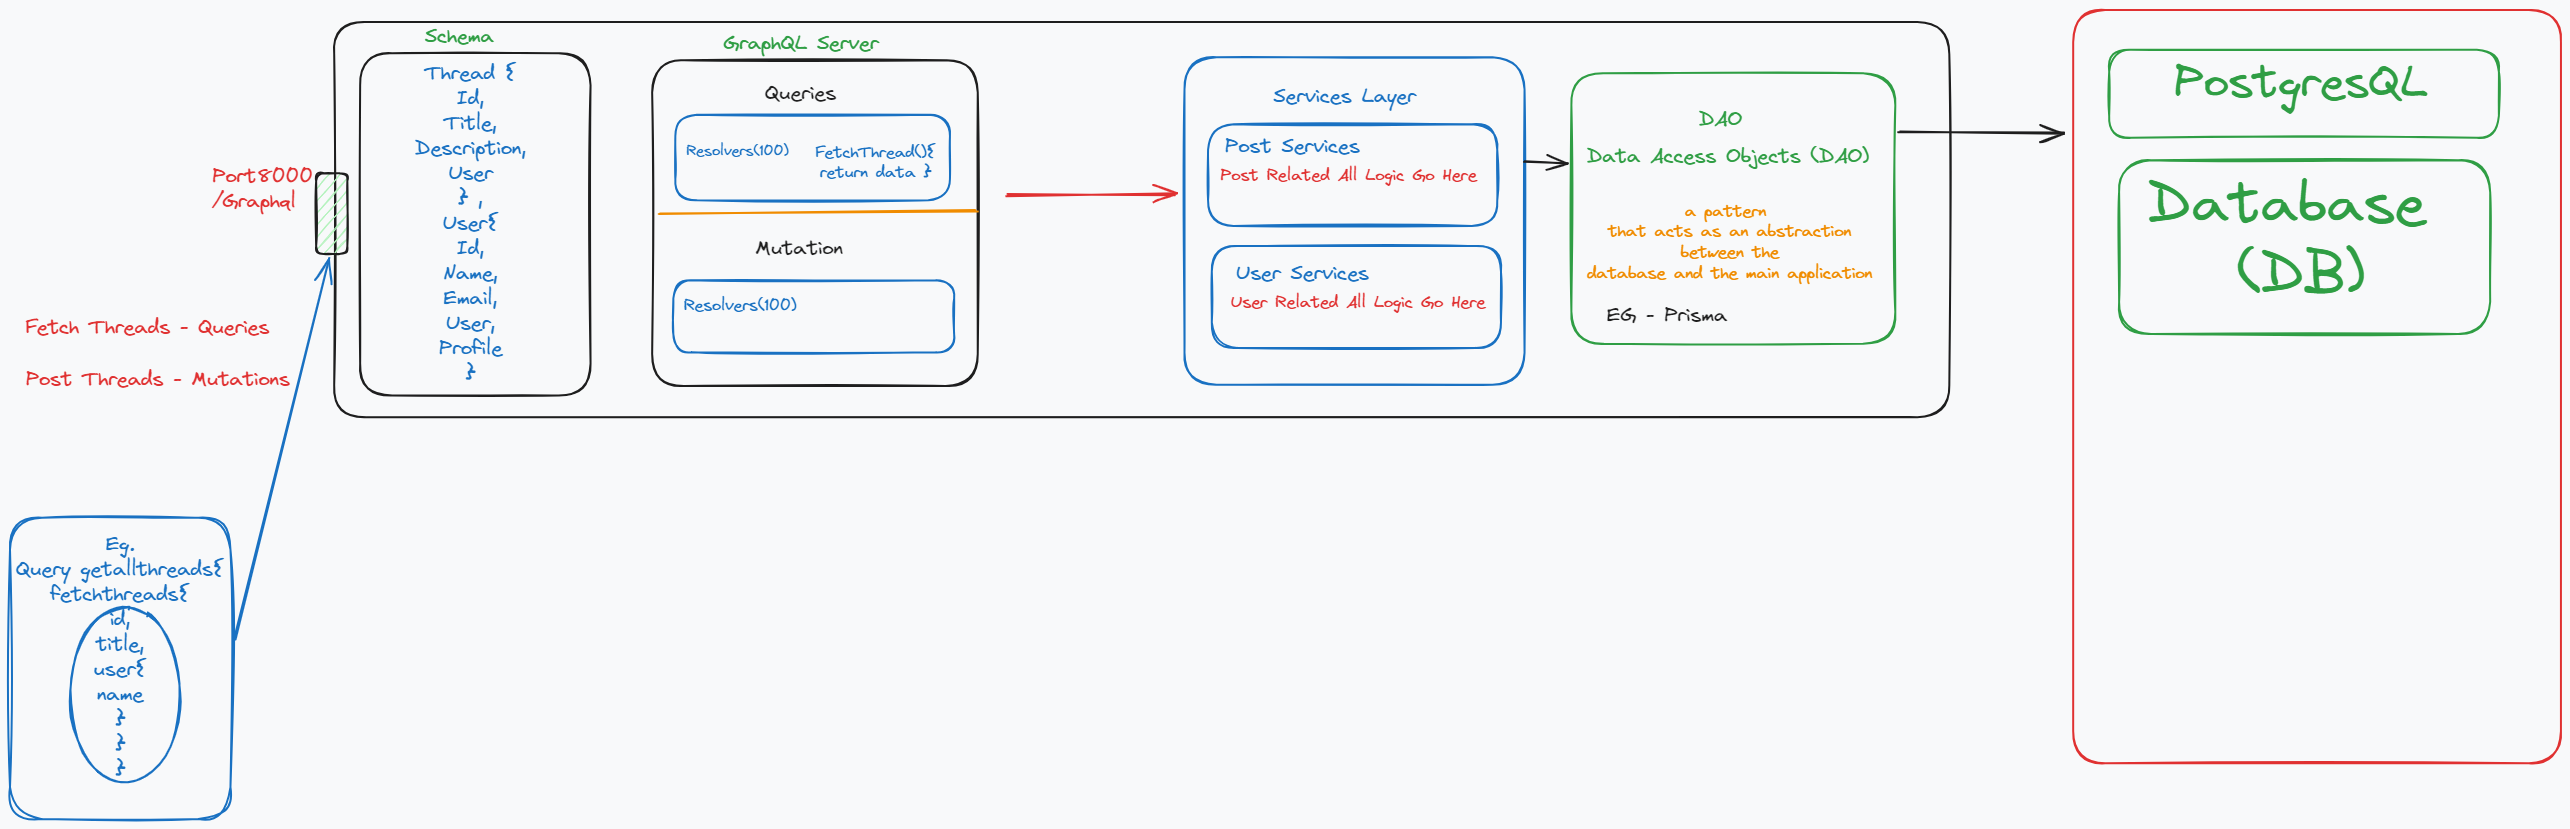 Schema
Thread {
Id,
Title,
Description,
User
} ,
User{
Id,
Name,
Email,
User,
Profile
}
GraphQL Server
Queries
Resolvers(100)
FetchThread(){
return data }
Mutation
Resolvers(100)
Services Layer
Post Services
Post Related All Logic Go Here
User Services
User Related All Logic Go Here
DAO
Data Access Objects (DAO)
a pattern
that acts as an abstraction
between the
database and the main application
EG - Prisma
PostgresQL
Database
(DB)
Port8000
/Graphql
Fetch Threads - Queries
Post Threads - Mutations
Eg.
Query getallthreads{
fetchthreads{
id,
title,
user{
name
}
}
}